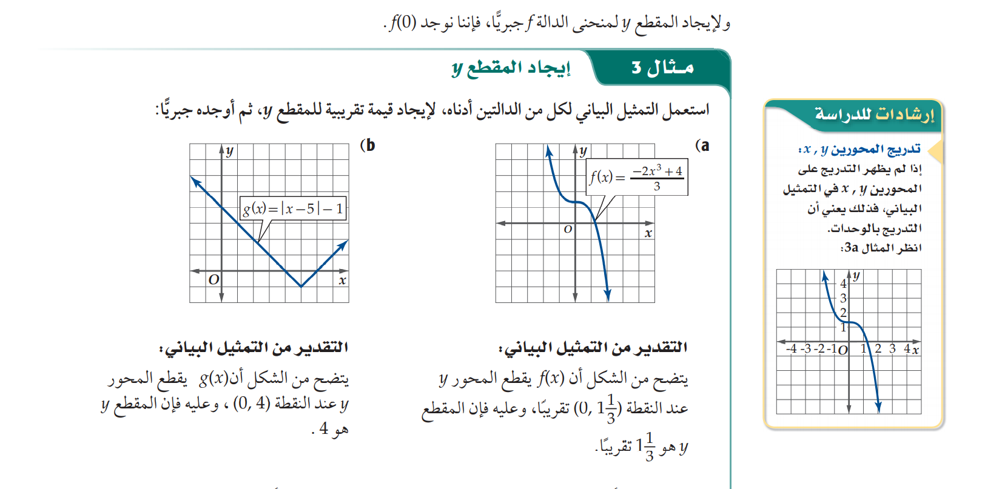 ولإيجاد المقطع y لمنحنى الدالة f جبريًّا، فإننا نوجد f(0) .
مـثال 3 إيجاد المقطع y
استعمل التمثيل البياني لكل من الدالتين أدناه، لإيجاد قيمة تقريبية للمقطع y، ثم أوجده جبريًّا:
(a
y
f(x) = (−2x³ + 4)/3
O
x
(b
y
g(x) = |x − 5| − 1
O
x
التقدير من التمثيل البياني:
يتضح من الشكل أن f(x) يقطع المحور y
عند النقطة (0, 1 1/3) تقريبًا، وعليه فإن المقطع
y هو 1 1/3 تقريبًا.
التقدير من التمثيل البياني:
يتضح من الشكل أن g(x) يقطع المحور
y عند النقطة (0, 4) ، وعليه فإن المقطع y
هو 4 .
إرشادات للدراسة
تدريج المحورين x , y :
إذا لم يظهر التدريج على
المحورين x , y في التمثيل
البياني، فذلك يعني أن
التدريج بالوحدات.
انظر المثال 3a:
y
4
3
2
1
-4 -3 -2 -1 O 1 2 3 4 x